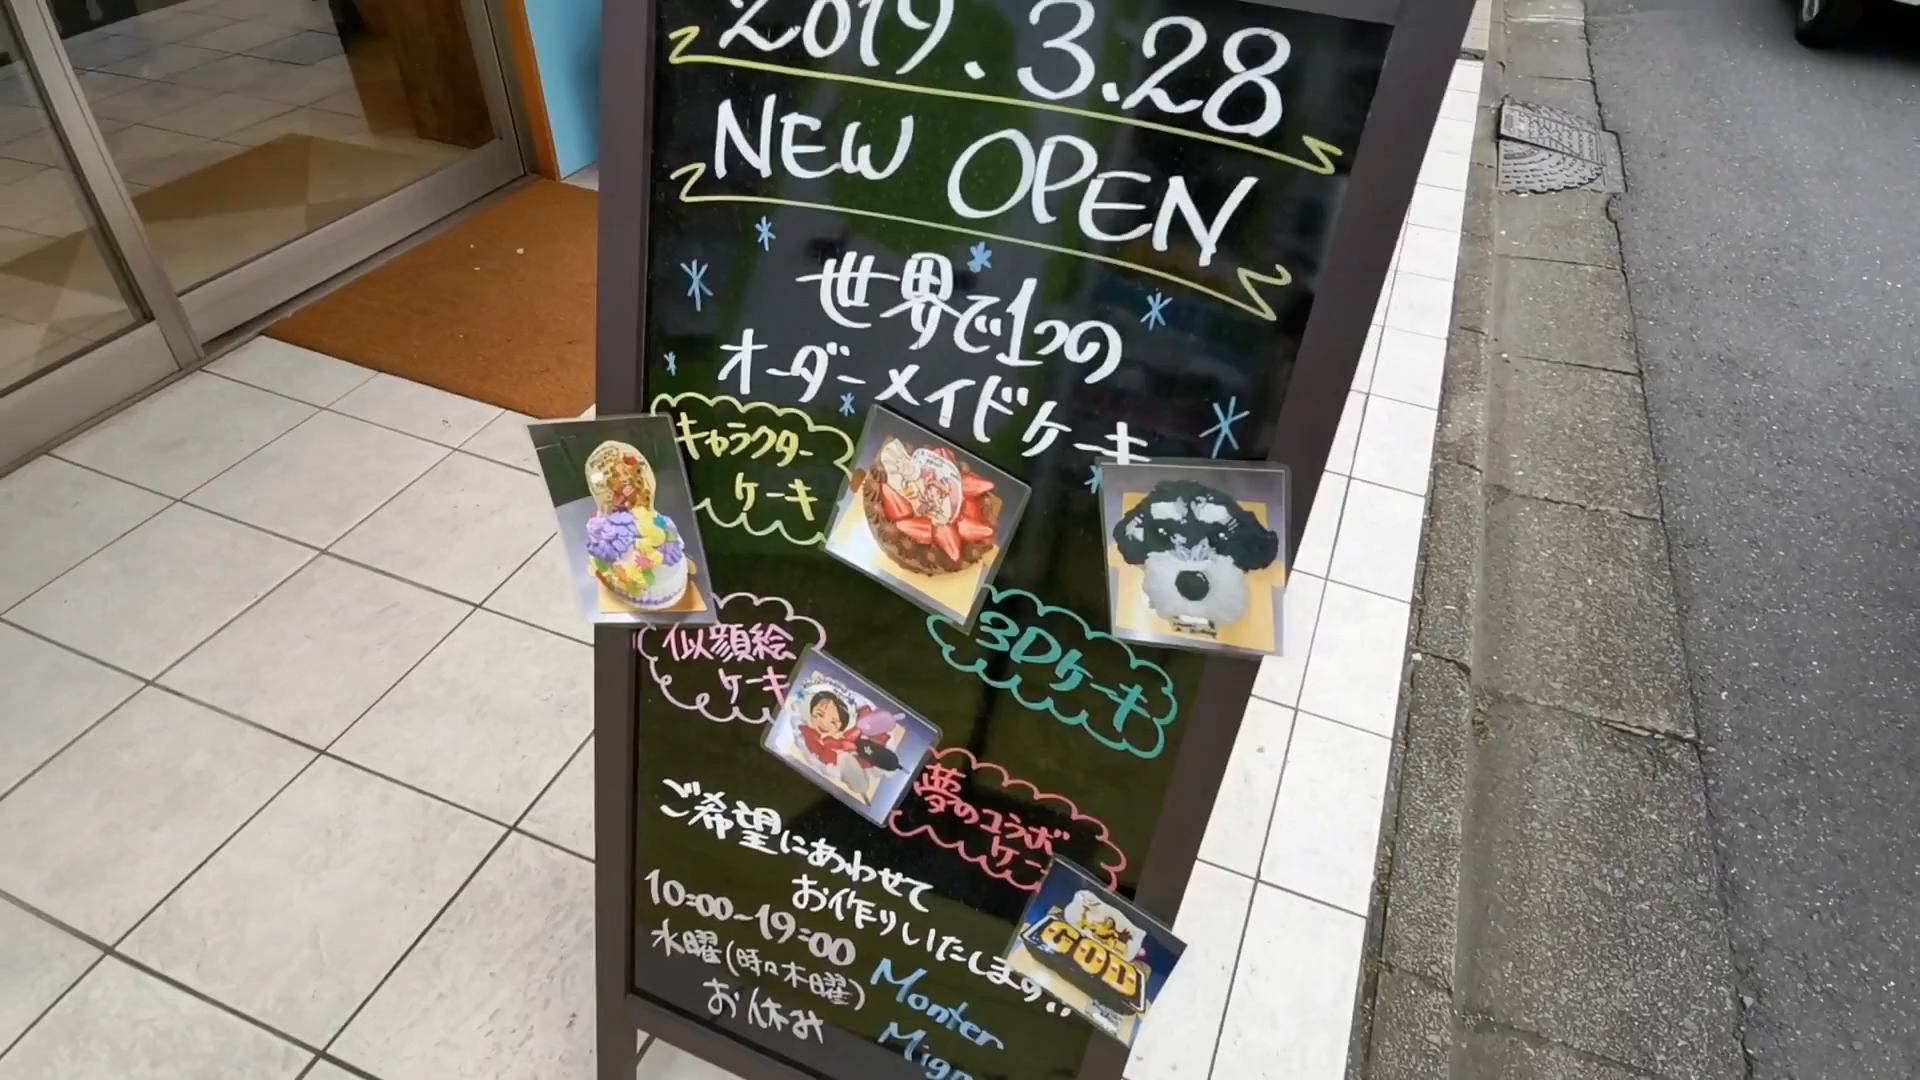 2019.3.28
NEW OPEN
世界で1つの
オーダーメイドケーキ
キャラクター
ケーキ
3Dケーキ
似顔絵
ケーキ
夢のコラボ
ケー
ご希望にあわせて
お作りいたします
10:00~19:00
水曜(時々木曜)
お休み
Monter
GOD